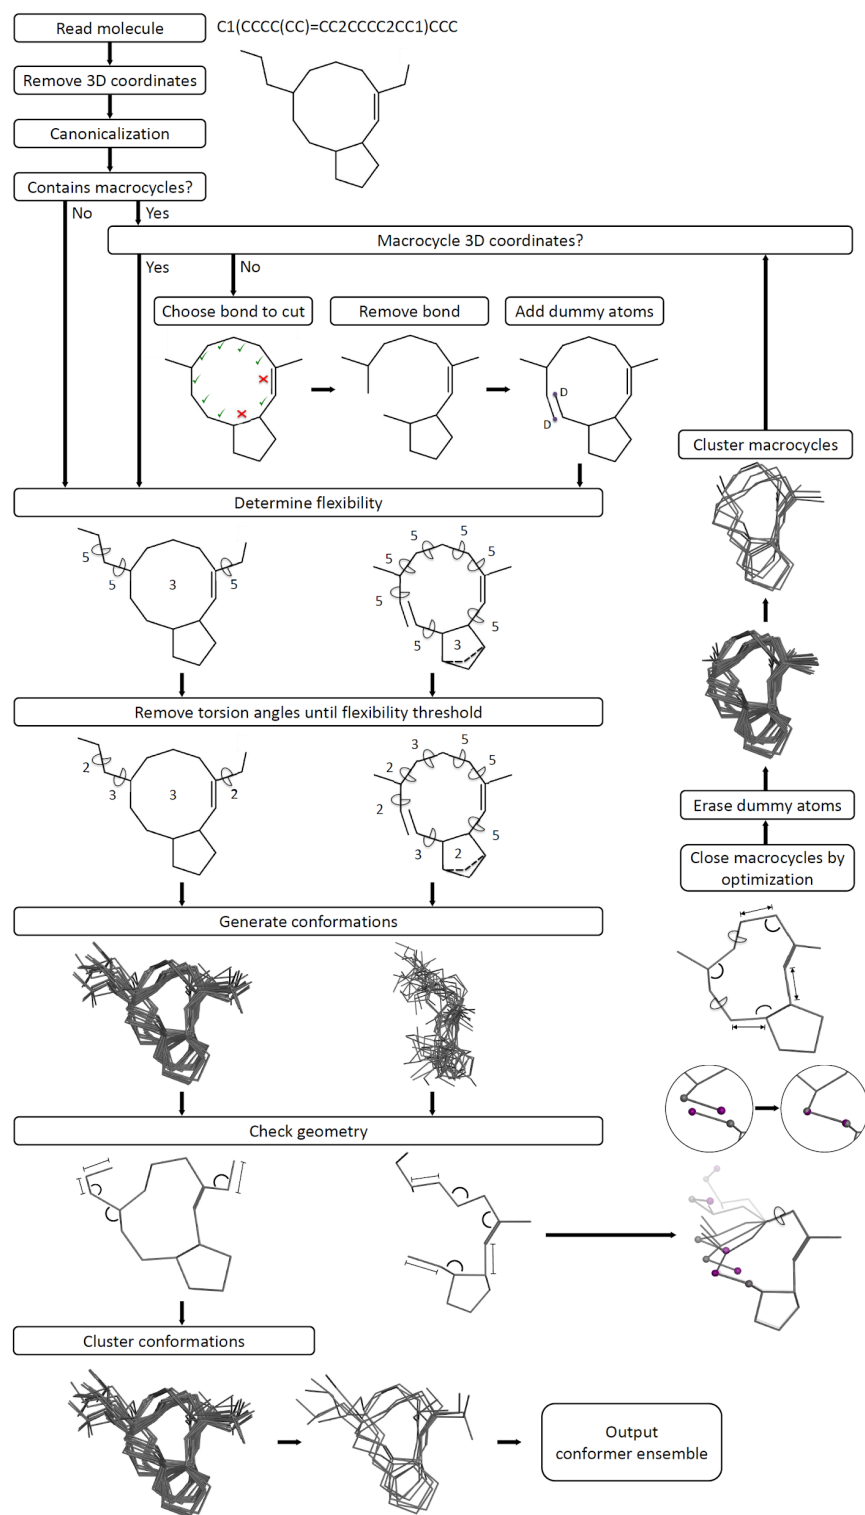 Read molecule
C1(CCCC(CC)=CC2CCCC2CC1)CCC
Remove 3D coordinates
Canonicalization
Contains macrocycles?
No
Yes
Macrocycle 3D coordinates?
Yes
No
Choose bond to cut
Remove bond
Add dummy atoms
D
D
Cluster macrocycles
Determine flexibility
5
5
3
5
5
5
5
5
5
5
5
3
Remove torsion angles until flexibility threshold
2
3
3
2
3
5
2
5
2
3
5
2
Erase dummy atoms
Close macrocycles by
optimization
Generate conformations
Check geometry
Cluster conformations
Output
conformer ensemble